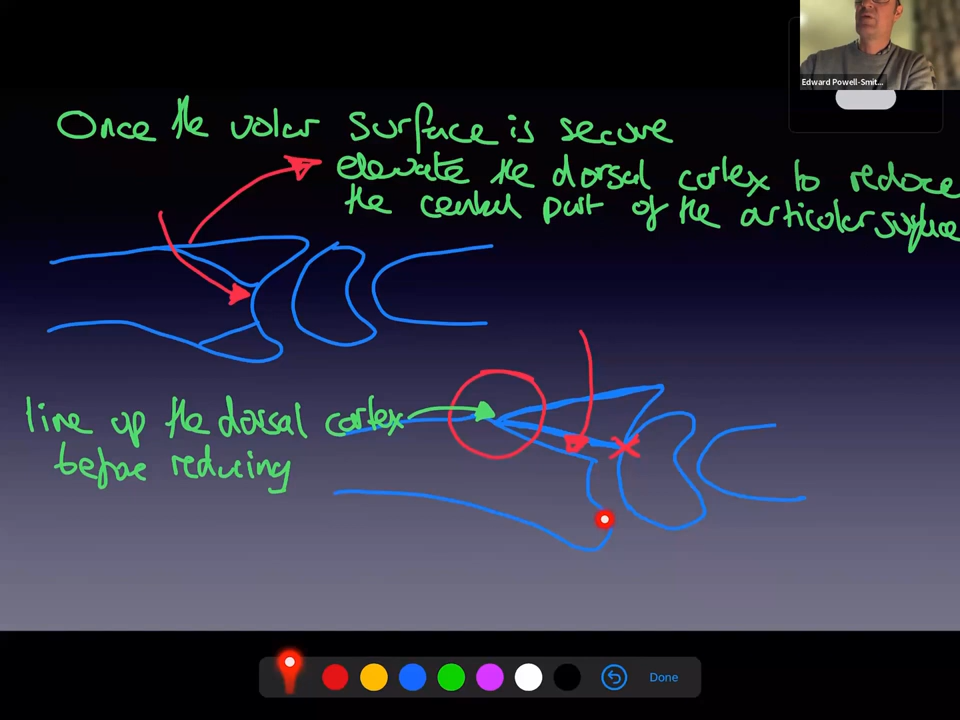 Edward Powell-Smit...
Once the volar surface is secure
elevate the dorsal cortex to reduce
the central part of the articular surface
line up the dorsal cortex
before reducing
Done